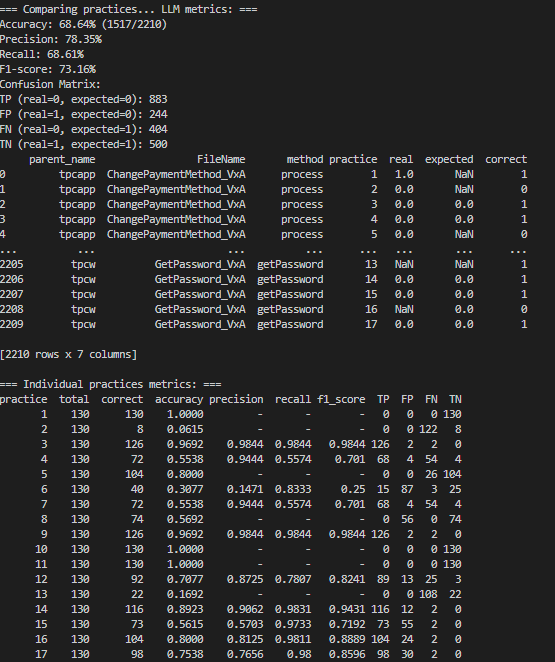 === Comparing practices... LLM metrics: ===
Accuracy: 68.64% (1517/2210)
Precision: 78.35%
Recall: 68.61%
F1-score: 73.16%
Confusion Matrix:
TP (real=0, expected=0): 883
FP (real=1, expected=0): 244
FN (real=0, expected=1): 404
TN (real=1, expected=1): 500
parent_name FileName method practice real expected correct
0 tpcapp ChangePaymentMethod_VxA process 1 1.0 NaN 1
1 tpcapp ChangePaymentMethod_VxA process 2 0.0 NaN 0
2 tpcapp ChangePaymentMethod_VxA process 3 0.0 0.0 1
3 tpcapp ChangePaymentMethod_VxA process 4 0.0 0.0 1
4 tpcapp ChangePaymentMethod_VxA process 5 0.0 NaN 0
... ... ... ... ... ... ... ...
2205 tpcw GetPassword_VxA getPassword 13 NaN NaN 1
2206 tpcw GetPassword_VxA getPassword 14 0.0 0.0 1
2207 tpcw GetPassword_VxA getPassword 15 0.0 0.0 1
2208 tpcw GetPassword_VxA getPassword 16 NaN 0.0 0
2209 tpcw GetPassword_VxA getPassword 17 0.0 0.0 1
[2210 rows x 7 columns]
=== Individual practices metrics: ===
practice total correct accuracy precision recall f1_score TP FP FN TN
1 130 130 1.0000 - - - 0 0 0 130
2 130 8 0.0615 - - - 0 0 122 8
3 130 126 0.9692 0.9844 0.9844 0.9844 126 2 2 0
4 130 72 0.5538 0.9444 0.5574 0.701 68 4 54 4
5 130 104 0.8000 - - - 0 0 26 104
6 130 40 0.3077 0.1471 0.8333 0.25 15 87 3 25
7 130 72 0.5538 0.9444 0.5574 0.701 68 4 54 4
8 130 74 0.5692 - - - 0 56 0 74
9 130 126 0.9692 0.9844 0.9844 0.9844 126 2 2 0
10 130 130 1.0000 - - - 0 0 0 130
11 130 130 1.0000 - - - 0 0 0 130
12 130 92 0.7077 0.8725 0.7807 0.8241 89 13 25 3
13 130 22 0.1692 - - - 0 0 108 22
14 130 116 0.8923 0.9062 0.9831 0.9431 116 12 2 0
15 130 73 0.5615 0.5703 0.9733 0.7192 73 55 2 0
16 130 104 0.8000 0.8125 0.9811 0.8889 104 24 2 0
17 130 98 0.7538 0.7656 0.98 0.8596 98 30 2 0